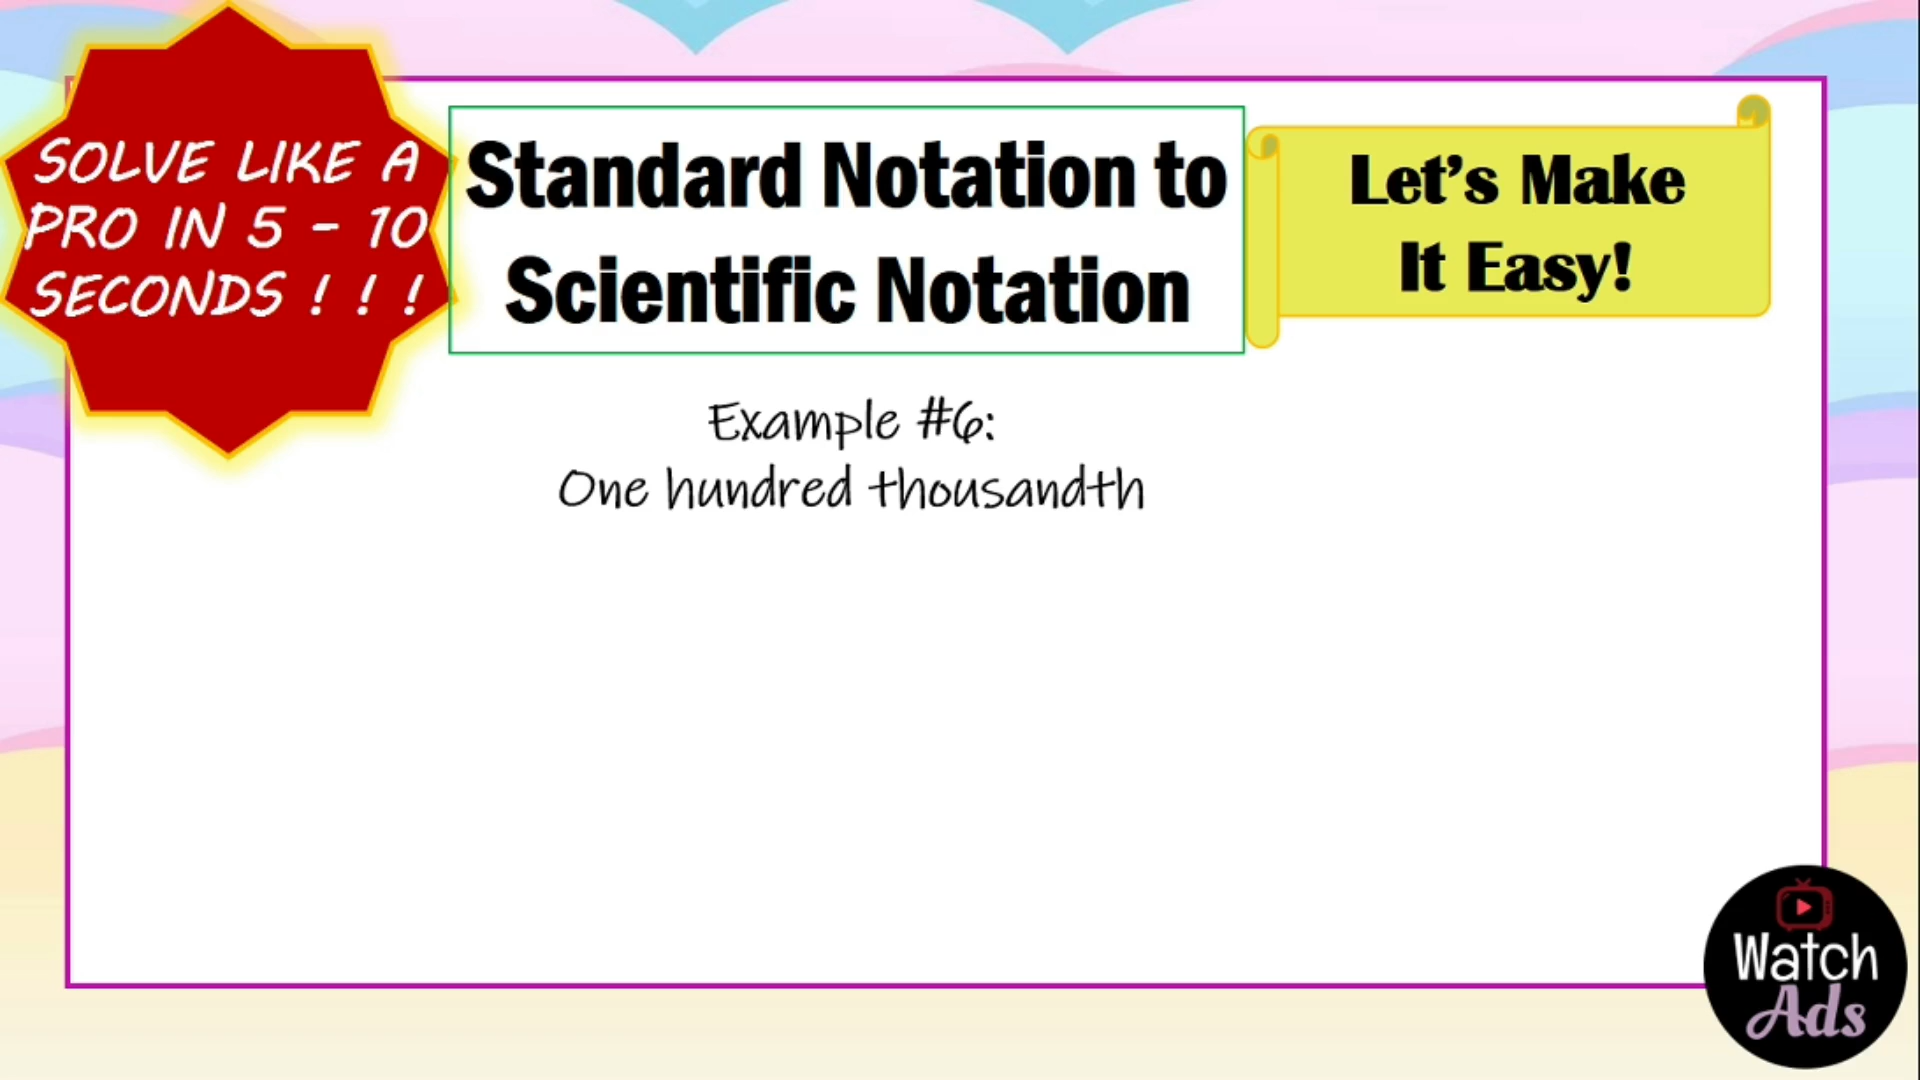 SOLVE LIKE A
PRO IN 5 - 10
SECONDS ! ! !
Standard Notation to
Scientific Notation
Let's Make
It Easy!
Example #6:
One hundred thousandth
Watch
Ads